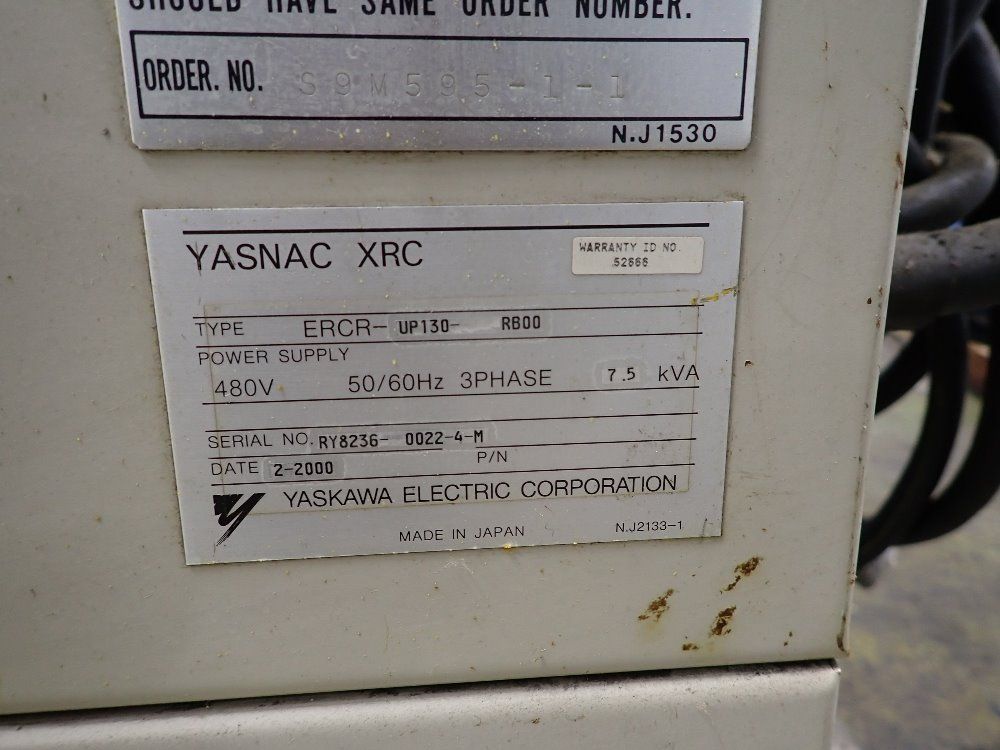 SHOULD HAVE SAME ORDER NUMBER.
ORDER. NO. S9M595-1-1
N.J1530
YASNAC XRC
WARRANTY ID NO.
52666
TYPE ERCR- UP130- RB00
POWER SUPPLY
480V 50/60Hz 3PHASE 7.5 kVA
SERIAL NO. RY8236- 0022-4-M
P/N
DATE 2-2000
YASKAWA ELECTRIC CORPORATION
MADE IN JAPAN N.J2133-1